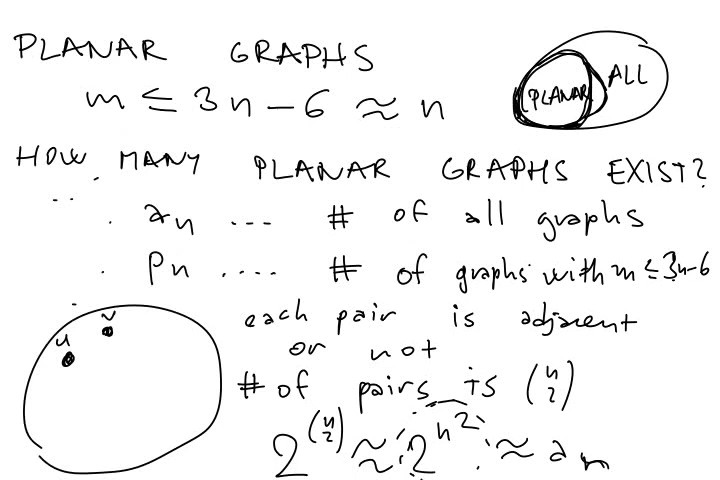 PLANAR GRAPHS
m ≤ 3n - 6 ≈ n
PLANAR ALL
HOW MANY PLANAR GRAPHS EXIST?
an ... # of all graphs
Pn .... # of graphs with m ≤ 3n-6
u v
each pair is adjacent
or not
# of pairs is (n 2)
2^(n 2) ≈ 2^n^2 ≈ an